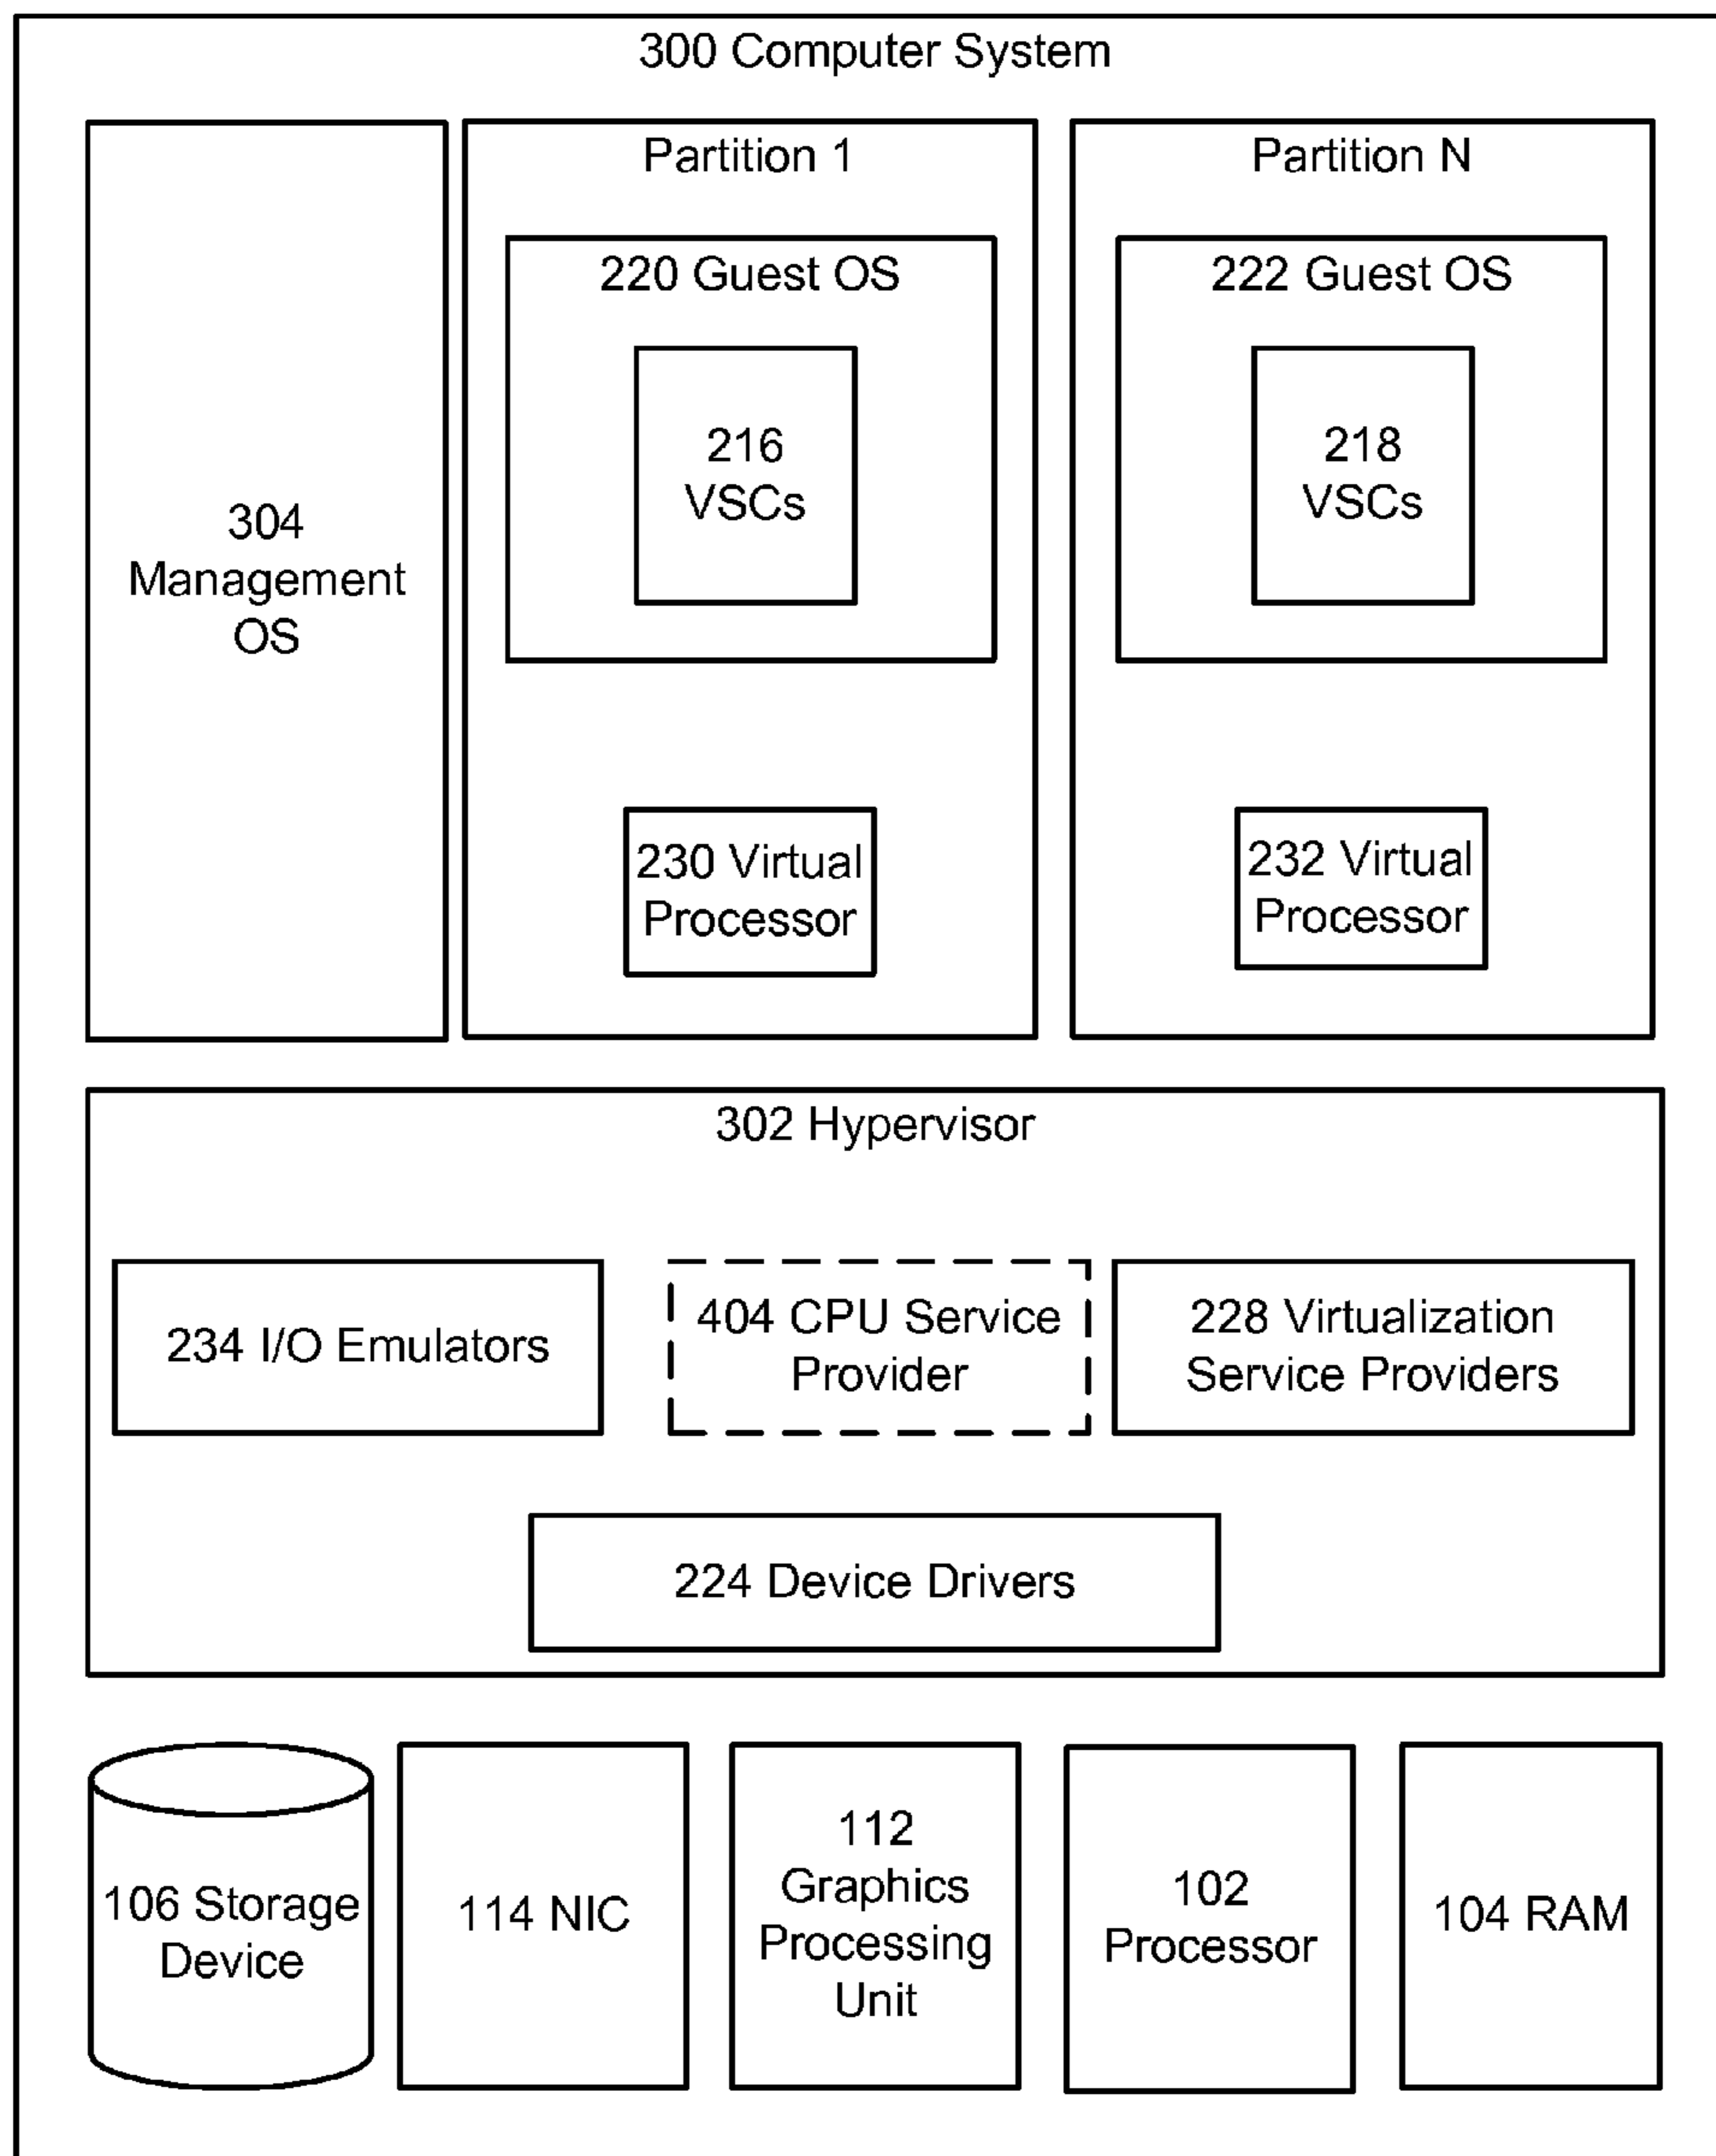 300 Computer System
304
Management
OS
Partition 1
220 Guest OS
216
VSCs
230 Virtual
Processor
Partition N
222 Guest OS
218
VSCs
232 Virtual
Processor
302 Hypervisor
234 I/O Emulators
404 CPU Service
Provider
228 Virtualization
Service Providers
224 Device Drivers
106 Storage
Device
114 NIC
112
Graphics
Processing
Unit
102
Processor
104 RAM